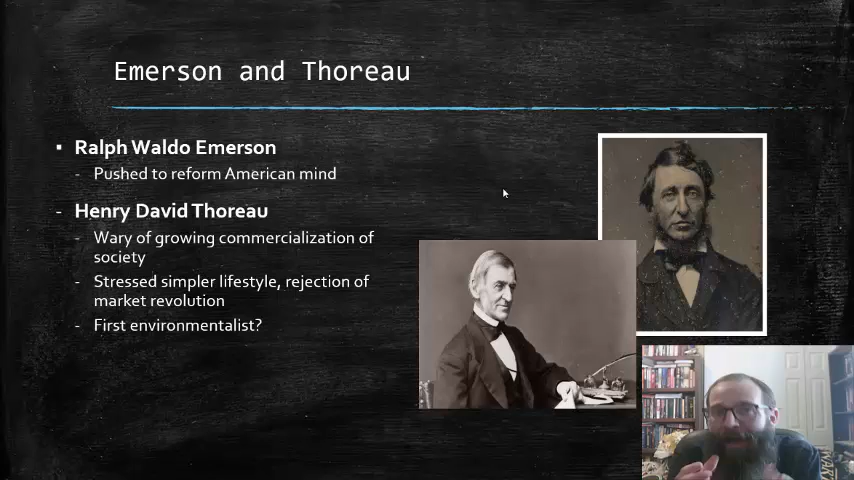 Emerson and Thoreau
▪ Ralph Waldo Emerson
- Pushed to reform American mind
- Henry David Thoreau
- Wary of growing commercialization of
society
- Stressed simpler lifestyle, rejection of
market revolution
- First environmentalist?